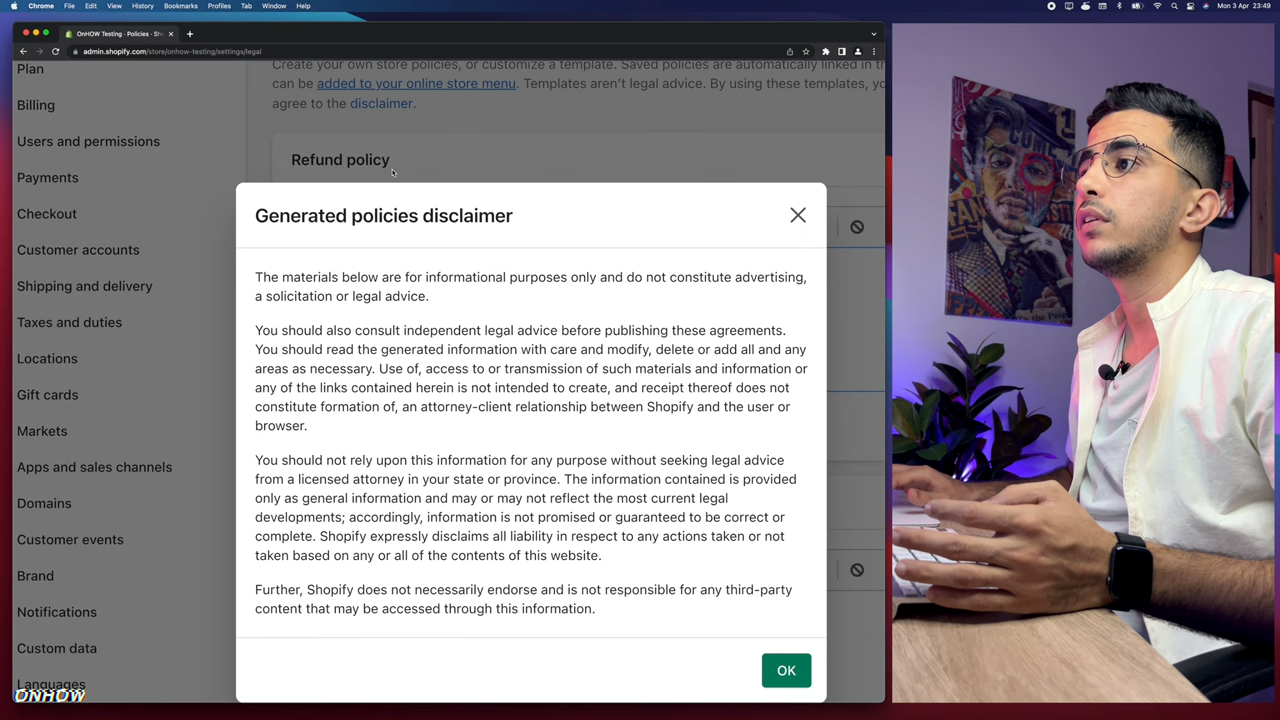 Chrome File Edit View History Bookmarks Profiles Tab Window Help
Mon 3 Apr 23:49
OnHOW Testing · Policies · Sh
admin.shopify.com/store/onhow-testing/settings/legal
Plan
Billing
Users and permissions
Payments
Checkout
Customer accounts
Shipping and delivery
Taxes and duties
Locations
Gift cards
Markets
Apps and sales channels
Domains
Customer events
Brand
Notifications
Custom data
Languages
Create your own store policies, or customize a template. Saved policies are automatically linked in th
can be added to your online store menu. Templates aren't legal advice. By using these templates, yo
agree to the disclaimer.
Refund policy
Generated policies disclaimer
The materials below are for informational purposes only and do not constitute advertising,
a solicitation or legal advice.
You should also consult independent legal advice before publishing these agreements.
You should read the generated information with care and modify, delete or add all and any
areas as necessary. Use of, access to or transmission of such materials and information or
any of the links contained herein is not intended to create, and receipt thereof does not
constitute formation of, an attorney-client relationship between Shopify and the user or
browser.
You should not rely upon this information for any purpose without seeking legal advice
from a licensed attorney in your state or province. The information contained is provided
only as general information and may or may not reflect the most current legal
developments; accordingly, information is not promised or guaranteed to be correct or
complete. Shopify expressly disclaims all liability in respect to any actions taken or not
taken based on any or all of the contents of this website.
Further, Shopify does not necessarily endorse and is not responsible for any third-party
content that may be accessed through this information.
OK
ONHOW